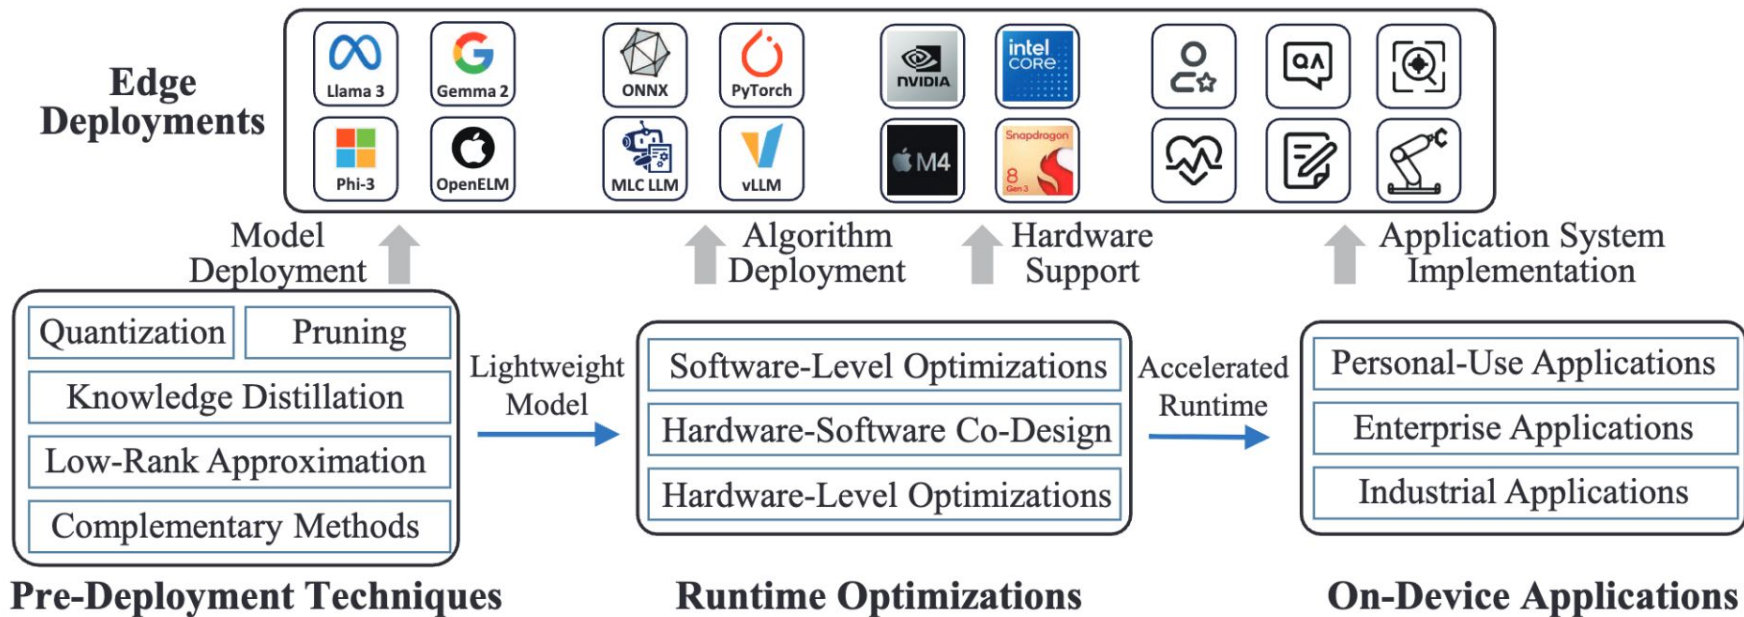 Edge
Deployments
Llama 3
Gemma 2
Phi-3
OpenELM
ONNX
PyTorch
MLC LLM
vLLM
NVIDIA
intel
CORE
M4
Snapdragon
8
Gen 3
QA
Model
Deployment
Algorithm
Deployment
Hardware
Support
Application System
Implementation
Quantization
Pruning
Knowledge Distillation
Low-Rank Approximation
Complementary Methods
Pre-Deployment Techniques
Lightweight
Model
Software-Level Optimizations
Hardware-Software Co-Design
Hardware-Level Optimizations
Runtime Optimizations
Accelerated
Runtime
Personal-Use Applications
Enterprise Applications
Industrial Applications
On-Device Applications